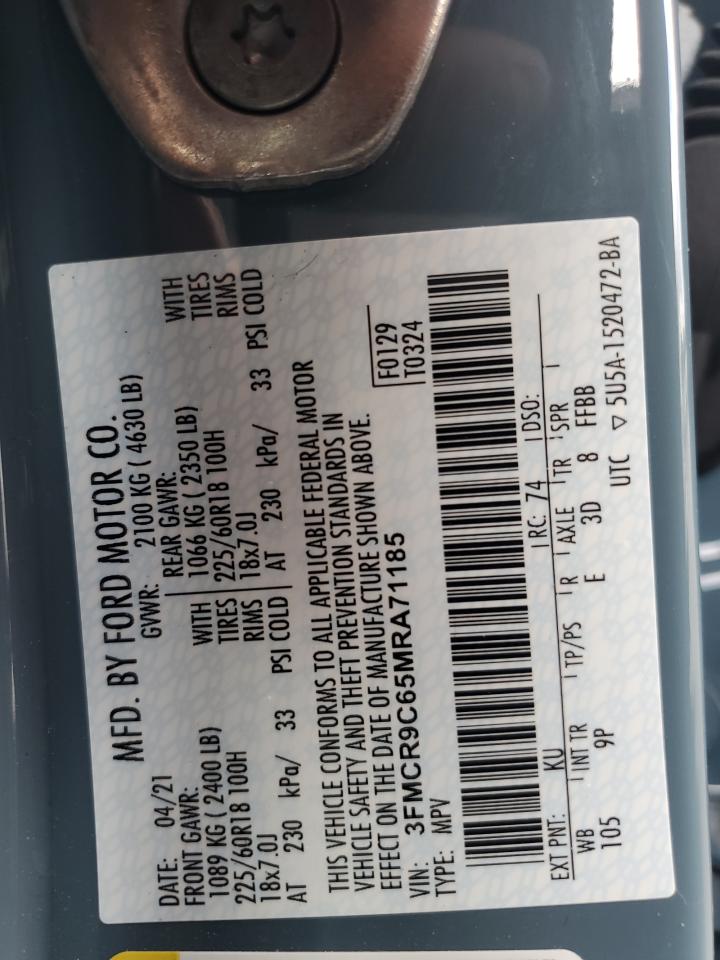 MFD. BY FORD MOTOR CO.
DATE: 04/21 GVWR: 2100 KG ( 4630 LB)
FRONT GAWR: REAR GAWR:
1089 KG ( 2400 LB) WITH 1066 KG ( 2350 LB) WITH
225/60R18 100H TIRES 225/60R18 100H TIRES
18x7.0J RIMS 18x7.0J RIMS
AT 230 kPa/ 33 PSI COLD AT 230 kPa/ 33 PSI COLD
THIS VEHICLE CONFORMS TO ALL APPLICABLE FEDERAL MOTOR
VEHICLE SAFETY AND THEFT PREVENTION STANDARDS IN
EFFECT ON THE DATE OF MANUFACTURE SHOWN ABOVE.
F0129
T0324
VIN: 3FMCR9C65MRA71185
TYPE: MPV
EXT PNT: KU RC: 74 DSO:
WB INT TR TP/PS R AXLE TR SPR
105 9P E 3D 8 FFBB
UTC ▽ 5U5A-1520472-BA